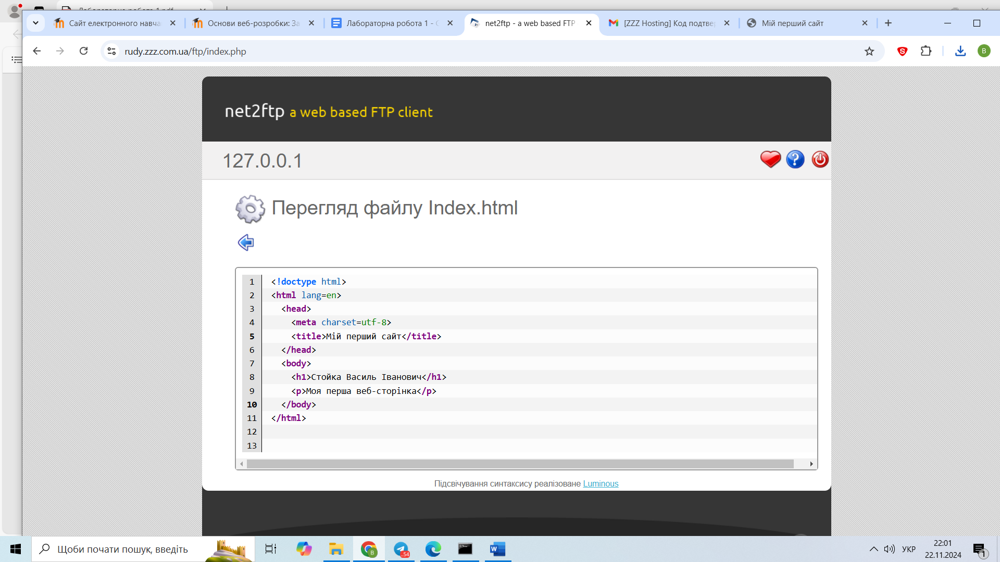 Лабораторна робота 1.pdf
Сайт електронного навча
Основи веб-розробки: За
Лабораторна робота 1 - С
net2ftp - a web based FTP
[ZZZ Hosting] Код подтве
Мій перший сайт
rudy.zzz.com.ua/ftp/index.php
B
net2ftp a web based FTP client
127.0.0.1
Перегляд файлу Index.html
1 <!doctype html>
2 <html lang=en>
3 <head>
4 <meta charset=utf-8>
5 <title>Мій перший сайт</title>
6 </head>
7 <body>
8 <h1>Стойка Василь Іванович</h1>
9 <p>Моя перша веб-сторінка</p>
10 </body>
11 </html>
12
13
Підсвічування синтаксису реалізоване Luminous
Щоби почати пошук, введіть
B
..54
W
УКР
22:01
22.11.2024
1